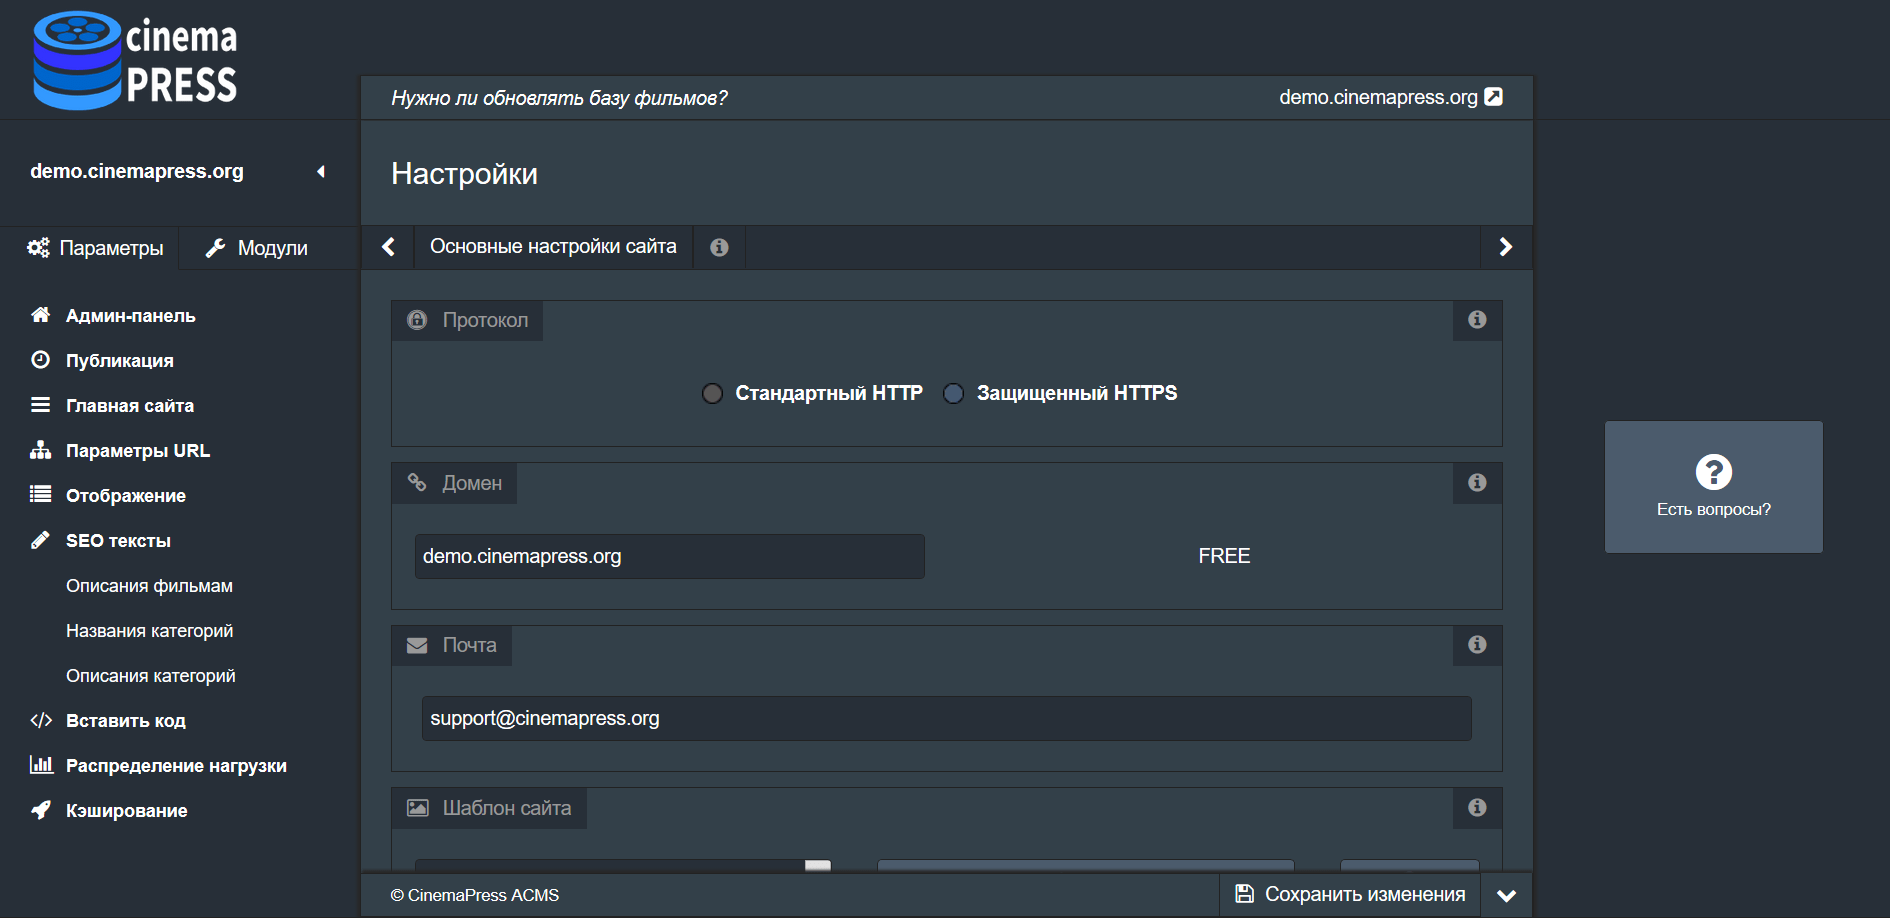 cinema
PRESS
Нужно ли обновлять базу фильмов?
demo.cinemapress.org
demo.cinemapress.org
Настройки
Параметры
Модули
Основные настройки сайта
Админ-панель
Публикация
Главная сайта
Параметры URL
Отображение
SEO тексты
Описания фильмам
Названия категорий
Описания категорий
Вставить код
Распределение нагрузки
Кэширование
Протокол
Стандартный HTTP
Защищенный HTTPS
Домен
demo.cinemapress.org
FREE
Почта
support@cinemapress.org
Шаблон сайта
Есть вопросы?
© CinemaPress ACMS
Сохранить изменения